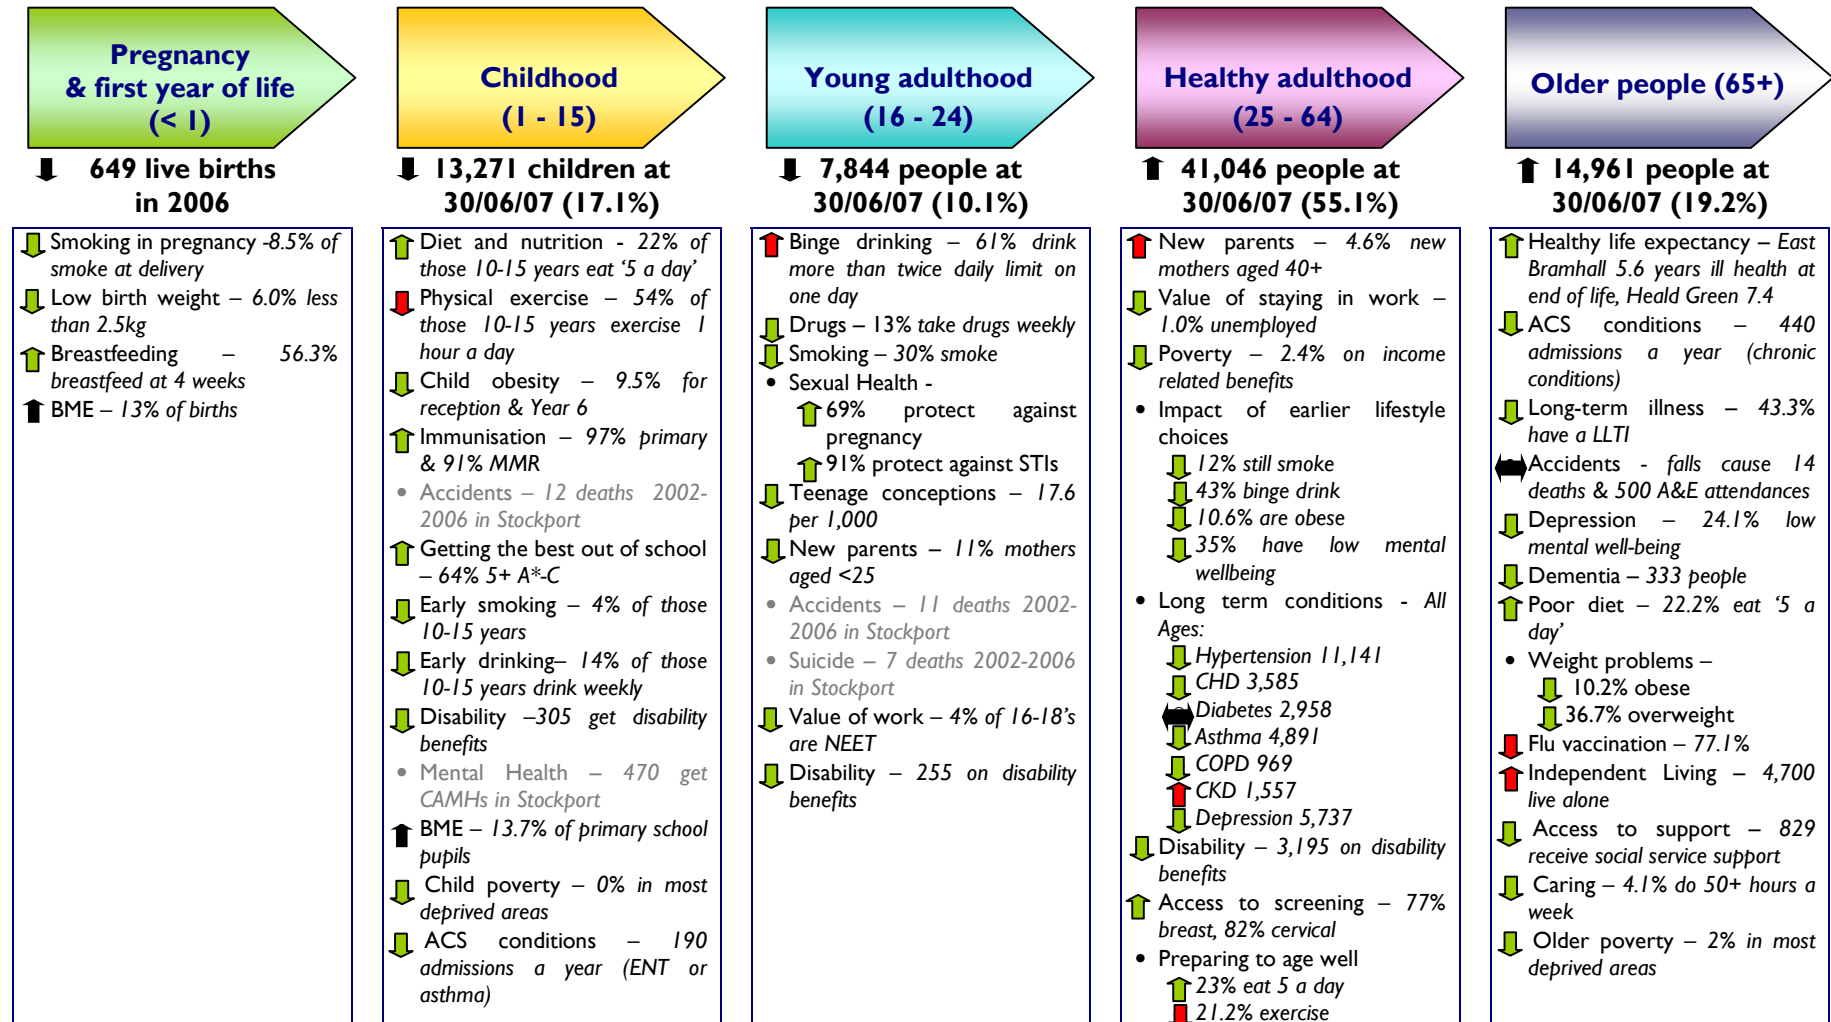 Pregnancy
& first year of life
(< 1)
649 live births
in 2006
Smoking in pregnancy -8.5% of
smoke at delivery
Low birth weight – 6.0% less
than 2.5kg
Breastfeeding – 56.3%
breastfeed at 4 weeks
BME – 13% of births
Childhood
(1 - 15)
13,271 children at
30/06/07 (17.1%)
Diet and nutrition - 22% of
those 10-15 years eat ‘5 a day’
Physical exercise – 54% of
those 10-15 years exercise 1
hour a day
Child obesity – 9.5% for
reception & Year 6
Immunisation – 97% primary
& 91% MMR
• Accidents – 12 deaths 2002-
2006 in Stockport
Getting the best out of school
– 64% 5+ A*-C
Early smoking – 4% of those
10-15 years
Early drinking– 14% of those
10-15 years drink weekly
Disability –305 get disability
benefits
• Mental Health – 470 get
CAMHs in Stockport
BME – 13.7% of primary school
pupils
Child poverty – 0% in most
deprived areas
ACS conditions – 190
admissions a year (ENT or
asthma)
Young adulthood
(16 - 24)
7,844 people at
30/06/07 (10.1%)
Binge drinking – 61% drink
more than twice daily limit on
one day
Drugs – 13% take drugs weekly
Smoking – 30% smoke
• Sexual Health -
69% protect against
pregnancy
91% protect against STIs
Teenage conceptions – 17.6
per 1,000
New parents – 11% mothers
aged <25
• Accidents – 11 deaths 2002-
2006 in Stockport
• Suicide – 7 deaths 2002-2006
in Stockport
Value of work – 4% of 16-18’s
are NEET
Disability – 255 on disability
benefits
Healthy adulthood
(25 - 64)
41,046 people at
30/06/07 (55.1%)
New parents – 4.6% new
mothers aged 40+
Value of staying in work –
1.0% unemployed
Poverty – 2.4% on income
related benefits
• Impact of earlier lifestyle
choices
12% still smoke
43% binge drink
10.6% are obese
35% have low mental
wellbeing
• Long term conditions - All
Ages:
Hypertension 11,141
CHD 3,585
Diabetes 2,958
Asthma 4,891
COPD 969
CKD 1,557
Depression 5,737
Disability – 3,195 on disability
benefits
Access to screening – 77%
breast, 82% cervical
• Preparing to age well
23% eat 5 a day
21.2% exercise
Older people (65+)
14,961 people at
30/06/07 (19.2%)
Healthy life expectancy – East
Bramhall 5.6 years ill health at
end of life, Heald Green 7.4
ACS conditions – 440
admissions a year (chronic
conditions)
Long-term illness – 43.3%
have a LLTI
Accidents - falls cause 14
deaths & 500 A&E attendances
Depression – 24.1% low
mental well-being
Dementia – 333 people
Poor diet – 22.2% eat ‘5 a
day’
• Weight problems –
10.2% obese
36.7% overweight
Flu vaccination – 77.1%
Independent Living – 4,700
live alone
Access to support – 829
receive social service support
Caring – 4.1% do 50+ hours a
week
Older poverty – 2% in most
deprived areas